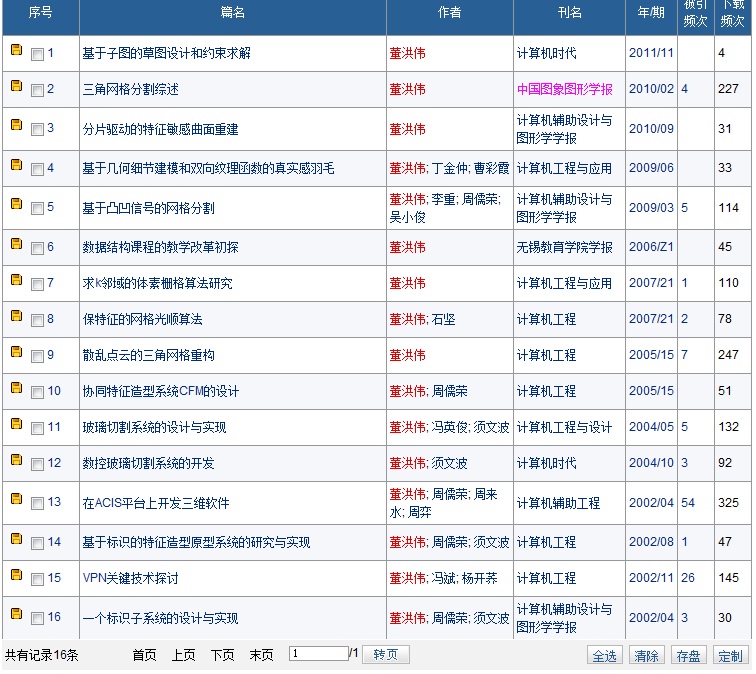 序号 篇名 作者 刊名 年/期 被引频次 下载频次
1 基于子图的草图设计和约束求解 董洪伟 计算机时代 2011/11 4
2 三角网格分割综述 董洪伟 中国图象图形学报 2010/02 4 227
3 分片驱动的特征敏感曲面重建 董洪伟 计算机辅助设计与图形学学报 2010/09 31
4 基于几何细节建模和双向纹理函数的真实感羽毛 董洪伟; 丁金仲; 曹彩霞 计算机工程与应用 2009/06 33
5 基于凸凹信号的网格分割 董洪伟; 李重; 周儒荣; 吴小俊 计算机辅助设计与图形学学报 2009/03 5 114
6 数据结构课程的教学改革初探 董洪伟 无锡教育学院学报 2006/Z1 45
7 求K邻域的体素栅格算法研究 董洪伟 计算机工程与应用 2007/21 1 110
8 保特征的网格光顺算法 董洪伟; 石坚 计算机工程 2007/21 2 78
9 散乱点云的三角网格重构 董洪伟 计算机工程 2005/15 7 247
10 协同特征造型系统CFM的设计 董洪伟; 周儒荣 计算机工程 2005/15 51
11 玻璃切割系统的设计与实现 董洪伟; 冯英俊; 须文波 计算机工程与设计 2004/05 5 132
12 数控玻璃切割系统的开发 董洪伟; 须文波 计算机时代 2004/10 3 92
13 在ACIS平台上开发三维软件 董洪伟; 周儒荣; 周来水; 周弈 计算机辅助工程 2002/04 54 325
14 基于标识的特征造型原型系统的研究与实现 董洪伟; 周儒荣; 须文波 计算机工程 2002/08 1 47
15 VPN关键技术探讨 董洪伟; 冯斌; 杨开荞 计算机工程 2002/11 26 145
16 一个标识子系统的设计与实现 董洪伟; 周儒荣; 须文波 计算机辅助设计与图形学学报 2002/04 3 30
共有记录16条 首页 上页 下页 末页 1 /1 转页 全选 清除 存盘 定制